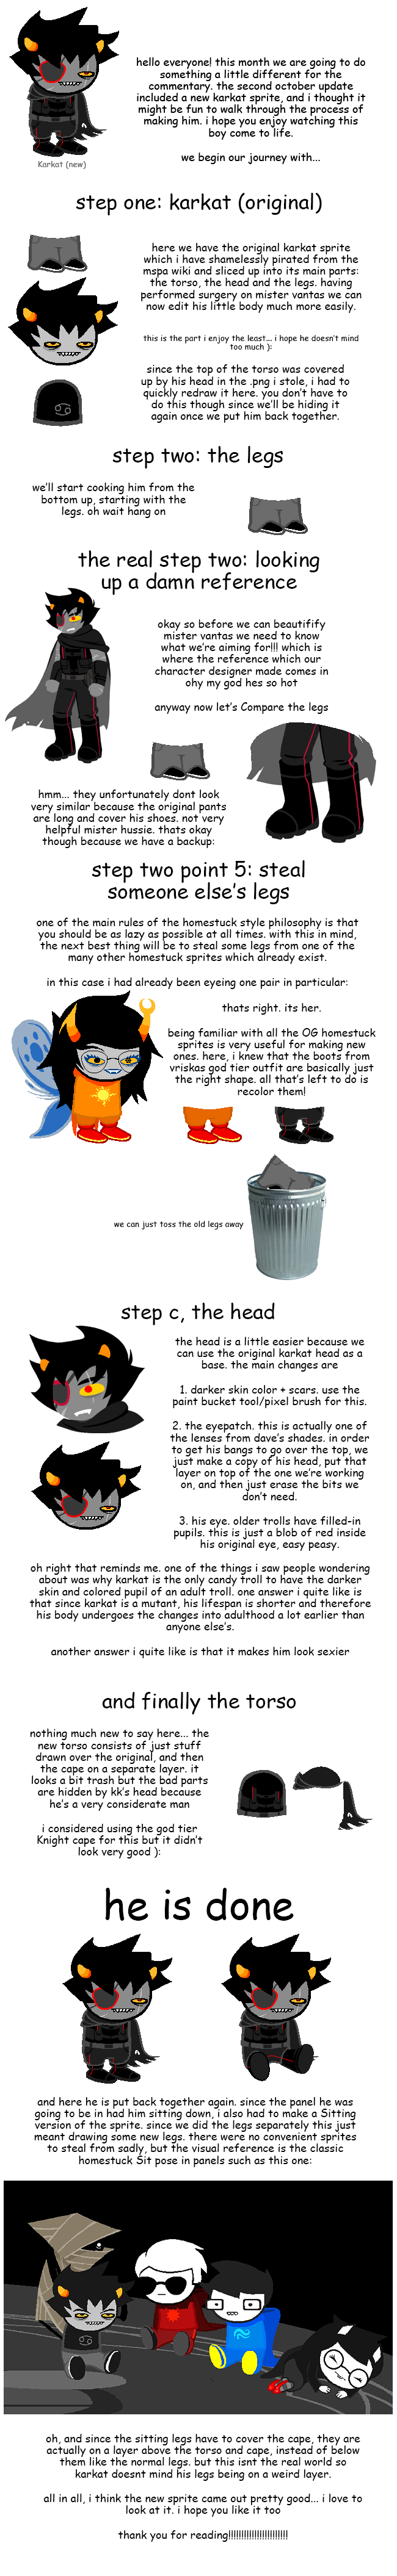 hello everyone! this month we are going to do
something a little different for the
commentary. the second october update
included a new karkat sprite, and i thought it
might be fun to walk through the process of
making him. i hope you enjoy watching this
boy come to life.
Karkat (new)
we begin our journey with...
step one: karkat (original)
here we have the original karkat sprite
which i have shamelessly pirated from the
mspa wiki and sliced up into its main parts:
the torso, the head and the legs. having
performed surgery on mister vantas we can
now edit his little body much more easily.
this is the part i enjoy the least... i hope he doesn't mind
too much ):
since the top of the torso was covered
up by his head in the .png i stole, i had to
quickly redraw it here. you don't have to
do this though since we'll be hiding it
again once we put him back together.
step two: the legs
we'll start cooking him from the
bottom up, starting with the
legs. oh wait hang on
the real step two: looking
up a damn reference
okay so before we can beautifify
mister vantas we need to know
what we're aiming for!!! which is
where the reference which our
character designer made comes in
ohy my god hes so hot
anyway now let's Compare the legs
hmm... they unfortunately dont look
very similar because the original pants
are long and cover his shoes. not very
helpful mister hussie. thats okay
though because we have a backup:
step two point 5: steal
someone else's legs
one of the main rules of the homestuck style philosophy is that
you should be as lazy as possible at all times. with this in mind,
the next best thing will be to steal some legs from one of the
many other homestuck sprites which already exist.
in this case i had already been eyeing one pair in particular:
thats right. its her.
being familiar with all the OG homestuck
sprites is very useful for making new
ones. here, i knew that the boots from
vriskas god tier outfit are basically just
the right shape. all that's left to do is
recolor them!
we can just toss the old legs away
step c, the head
the head is a little easier because we
can use the original karkat head as a
base. the main changes are
1. darker skin color + scars. use the
paint bucket tool/pixel brush for this.
2. the eyepatch. this is actually one of
the lenses from dave's shades. in order
to get his bangs to go over the top, we
just make a copy of his head, put that
layer on top of the one we're working
on, and then just erase the bits we
don't need.
3. his eye. older trolls have filled-in
pupils. this is just a blob of red inside
his original eye, easy peasy.
oh right that reminds me. one of the things i saw people wondering
about was why karkat is the only candy troll to have the darker
skin and colored pupil of an adult troll. one answer i quite like is
that since karkat is a mutant, his lifespan is shorter and therefore
his body undergoes the changes into adulthood a lot earlier than
anyone else's.
another answer i quite like is that it makes him look sexier
and finally the torso
nothing much new to say here... the
new torso consists of just stuff
drawn over the original, and then
the cape on a separate layer. it
looks a bit trash but the bad parts
are hidden by kk's head because
he's a very considerate man
i considered using the god tier
Knight cape for this but it didn't
look very good ):
he is done
and here he is put back together again. since the panel he was
going to be in had him sitting down, i also had to make a Sitting
version of the sprite. since we did the legs separately this just
meant drawing some new legs. there were no convenient sprites
to steal from sadly, but the visual reference is the classic
homestuck Sit pose in panels such as this one:
oh, and since the sitting legs have to cover the cape, they are
actually on a layer above the torso and cape, instead of below
them like the normal legs. but this isnt the real world so
karkat doesnt mind his legs being on a weird layer.
all in all, i think the new sprite came out pretty good... i love to
look at it. i hope you like it too
thank you for reading!!!!!!!!!!!!!!!!!!!!!!!